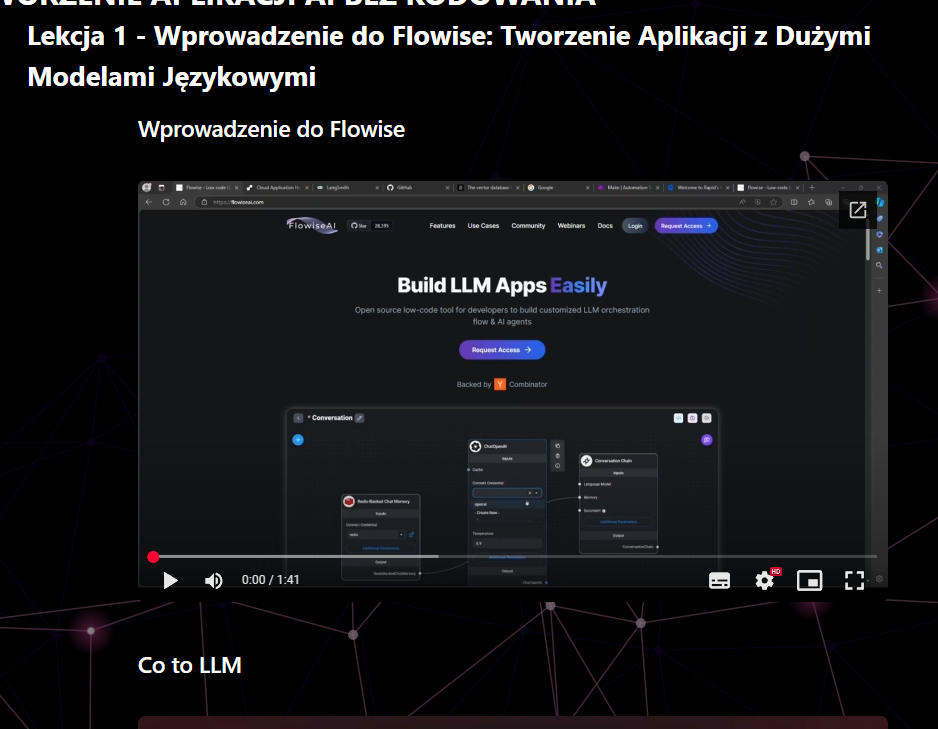 WORZENIE APLIKACJI AI BEZ KODOWANIA
Lekcja 1 - Wprowadzenie do Flowise: Tworzenie Aplikacji z Dużymi
Modelami Językowymi
Wprowadzenie do Flowise
Flowise - Low-code
Cloud Application H
LangSmith
GitHub
The vector database
Google
Make | Automation
Welcome to Rapid's
Flowise - Low-code
https://flowiseai.com
FlowiseAI
Star
Features
Use Cases
Community
Webinars
Docs
Login
Request Access
Build LLM Apps Easily
Open source low-code tool for developers to build customized LLM orchestration
flow & AI agents
Request Access
Backed by Y Combinator
* Conversation
ChatOpenAI
Inputs
Cache
Connect Credential
openai
- Create New -
Temperature
0.9
Additional Parameters
Output
ChatOpenAI
Conversation Chain
Inputs
Language Model
Memory
Document
Additional Parameters
Output
ConversationChain
Redis-Backed Chat Memory
Inputs
Connect Credential
redis
Additional Parameters
Output
RedisBackedChatMemory
0:00 / 1:41
HD
Co to LLM